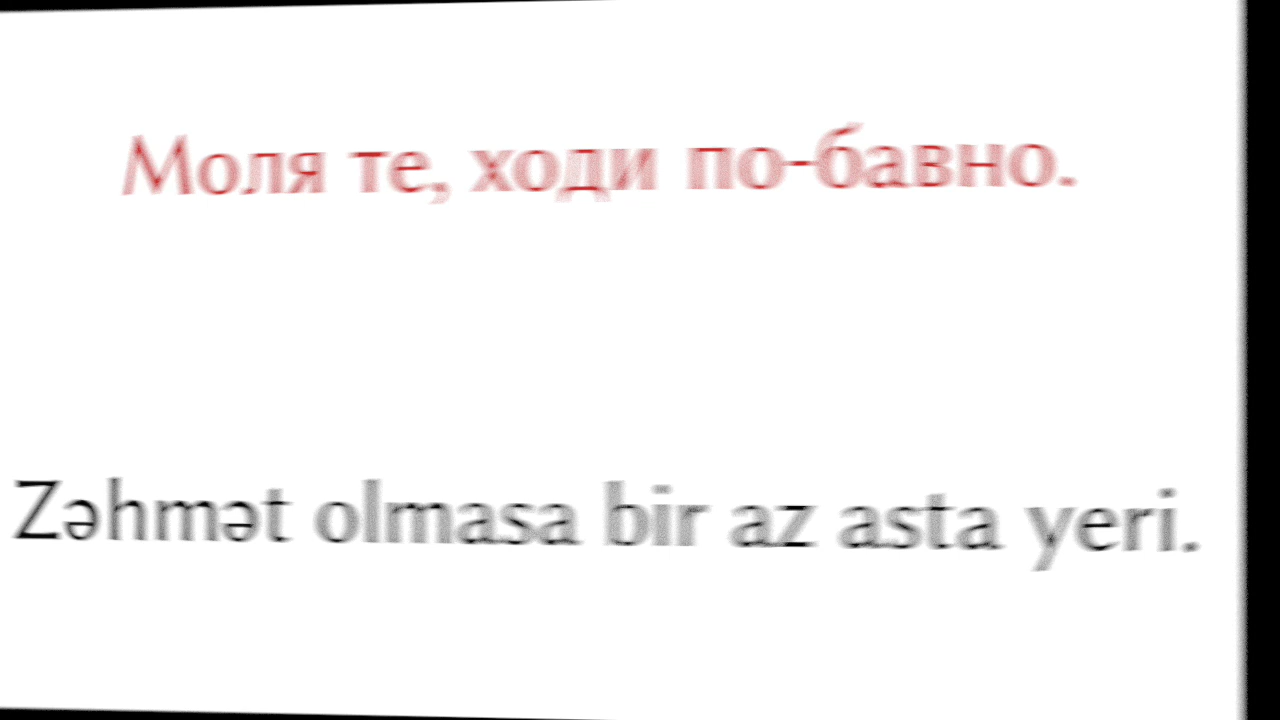 Моля те, ходи по-бавно.
Zəhmət olmasa bir az asta yeri.